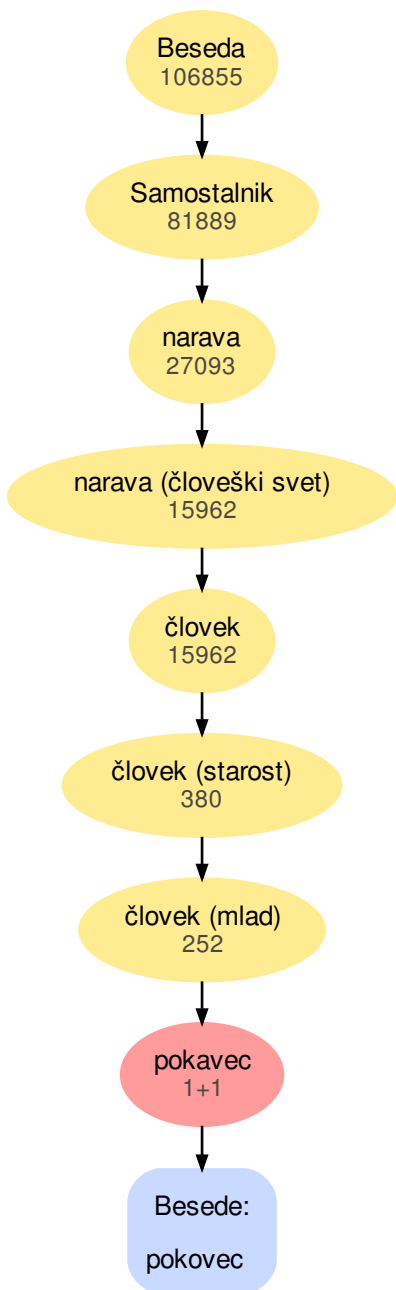 Beseda
106855
Samostalnik
81889
narava
27093
narava (človeški svet)
15962
človek
15962
človek (starost)
380
človek (mlad)
252
pokavec
1+1
Besede:
pokovec